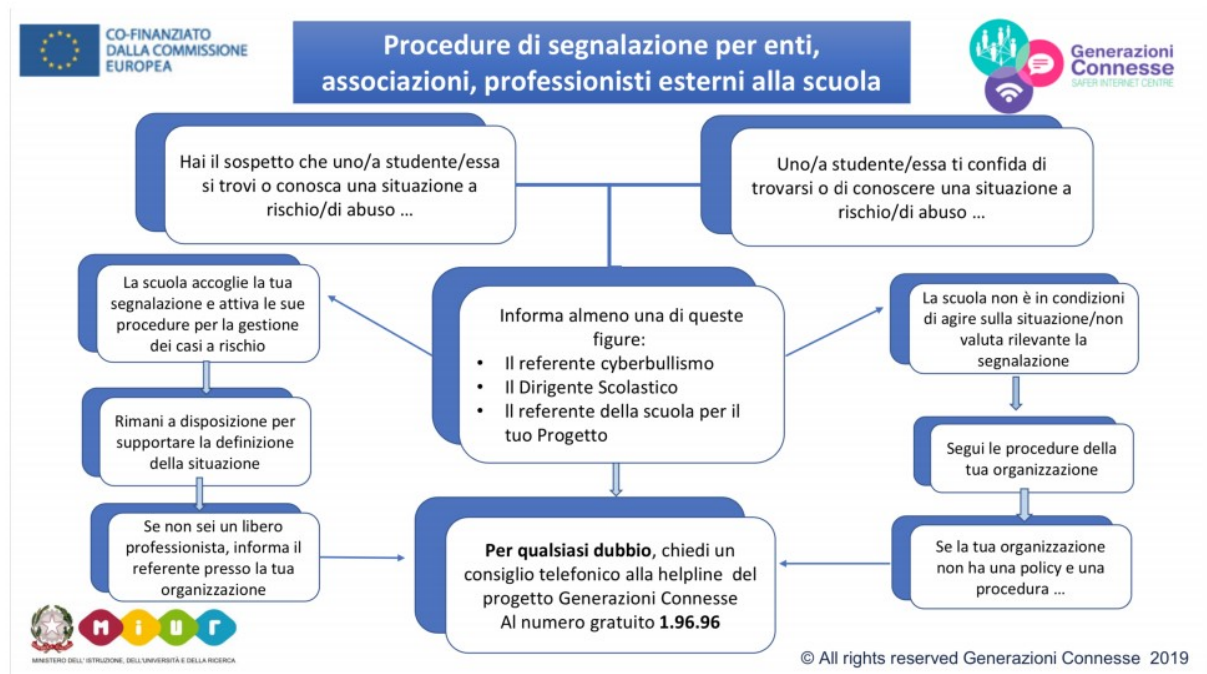 CO-FINANZIATO
DALLA COMMISSIONE
EUROPEA
Procedure di segnalazione per enti,
associazioni, professionisti esterni alla scuola
Generazioni
Connesse
SAFER INTERNET CENTRE
Hai il sospetto che uno/a studente/essa
si trovi o conosca una situazione a
rischio/di abuso ...
Uno/a studente/essa ti confida di
trovarsi o di conoscere una situazione a
rischio/di abuso ...
La scuola accoglie la tua
segnalazione e attiva le sue
procedure per la gestione
dei casi a rischio
Informa almeno una di queste
figure:
• Il referente cyberbullismo
• Il Dirigente Scolastico
• Il referente della scuola per il
tuo Progetto
La scuola non è in condizioni
di agire sulla situazione/non
valuta rilevante la
segnalazione
Rimani a disposizione per
supportare la definizione
della situazione
Segui le procedure della
tua organizzazione
Se non sei un libero
professionista, informa il
referente presso la tua
organizzazione
Per qualsiasi dubbio, chiedi un
consiglio telefonico alla helpline del
progetto Generazioni Connesse
Al numero gratuito 1.96.96
Se la tua organizzazione
non ha una policy e una
procedura ...
miur
MINISTERO DELL'ISTRUZIONE, DELL'UNIVERSITÀ E DELLA RICERCA
© All rights reserved Generazioni Connesse 2019